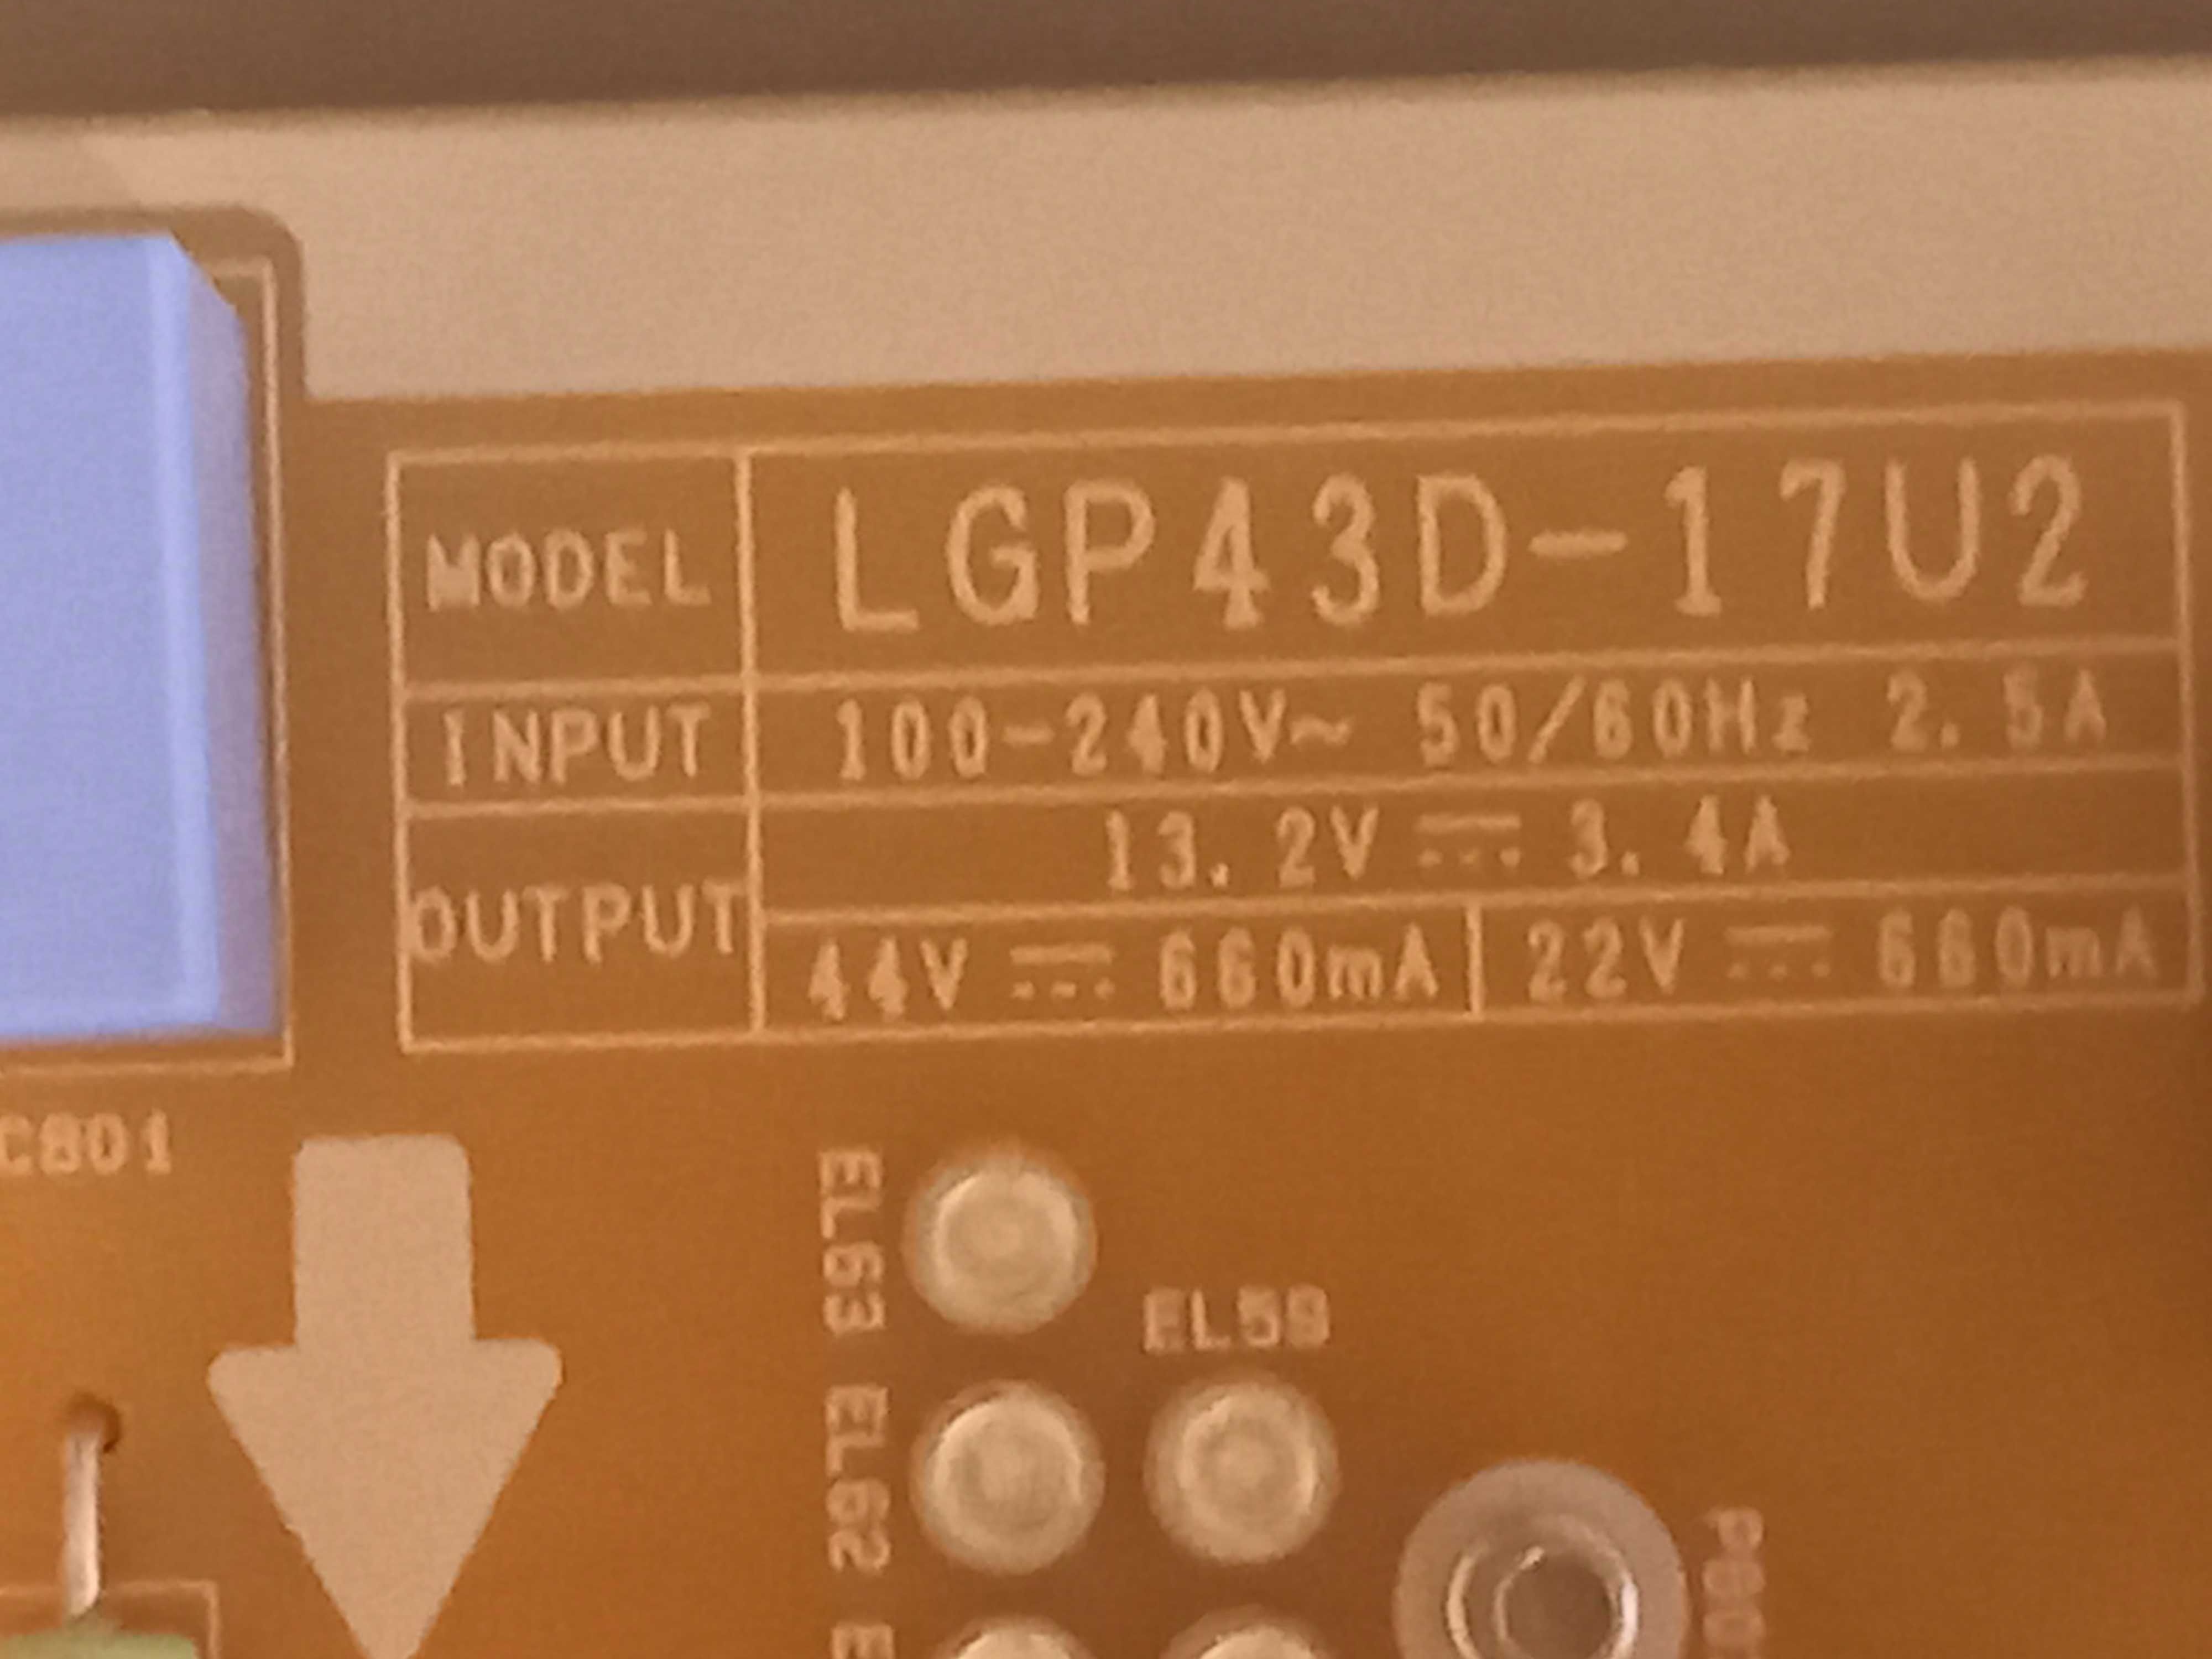 MODEL LGP43D-17U2
INPUT 100-240V~ 50/60Hz 2.5A
OUTPUT 13.2V ⎓ 3.4A
44V ⎓ 660mA 22V ⎓ 660mA
C801
EL63
EL59
EL62